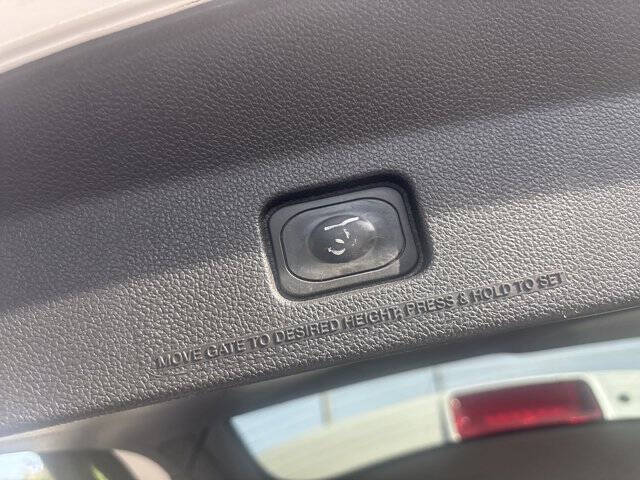 MOVE GATE TO DESIRED HEIGHT; PRESS & HOLD TO SET